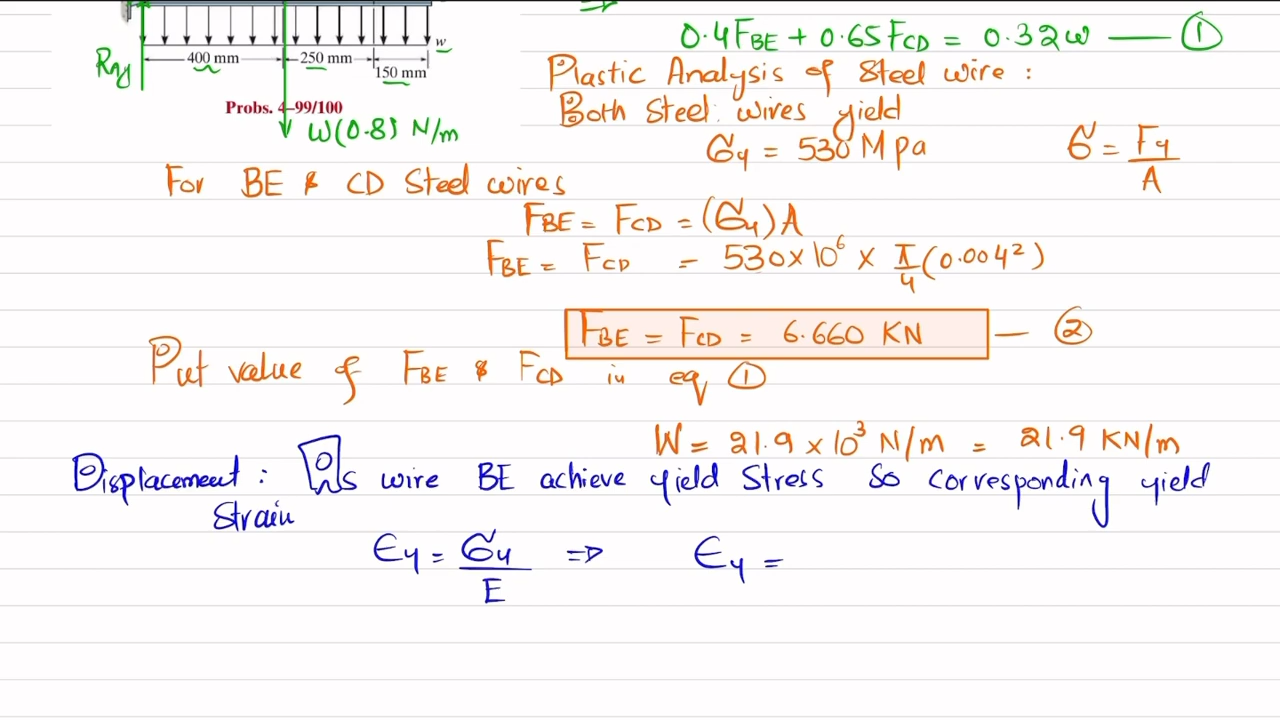 0.4FBE + 0.65FCD = 0.32w — ①
w
400 mm 250 mm 150 mm
RAy
Plastic Analysis of Steel wire :
Probs. 4–99/100
Both Steel wires yield
w(0.8) N/m
σy = 530 MPa
σ = Fy / A
For BE & CD Steel wires
FBE = FCD = (σy)A
FBE = FCD = 530×10⁶ × π/4 (0.004²)
FBE = FCD = 6.660 KN — ②
Put value of FBE & FCD in eq ①
W = 21.9 × 10³ N/m = 21.9 KN/m
Displacement : As wire BE achieve yield Stress so corresponding yield
Strain
ϵy = σy / E ⇒ ϵy =